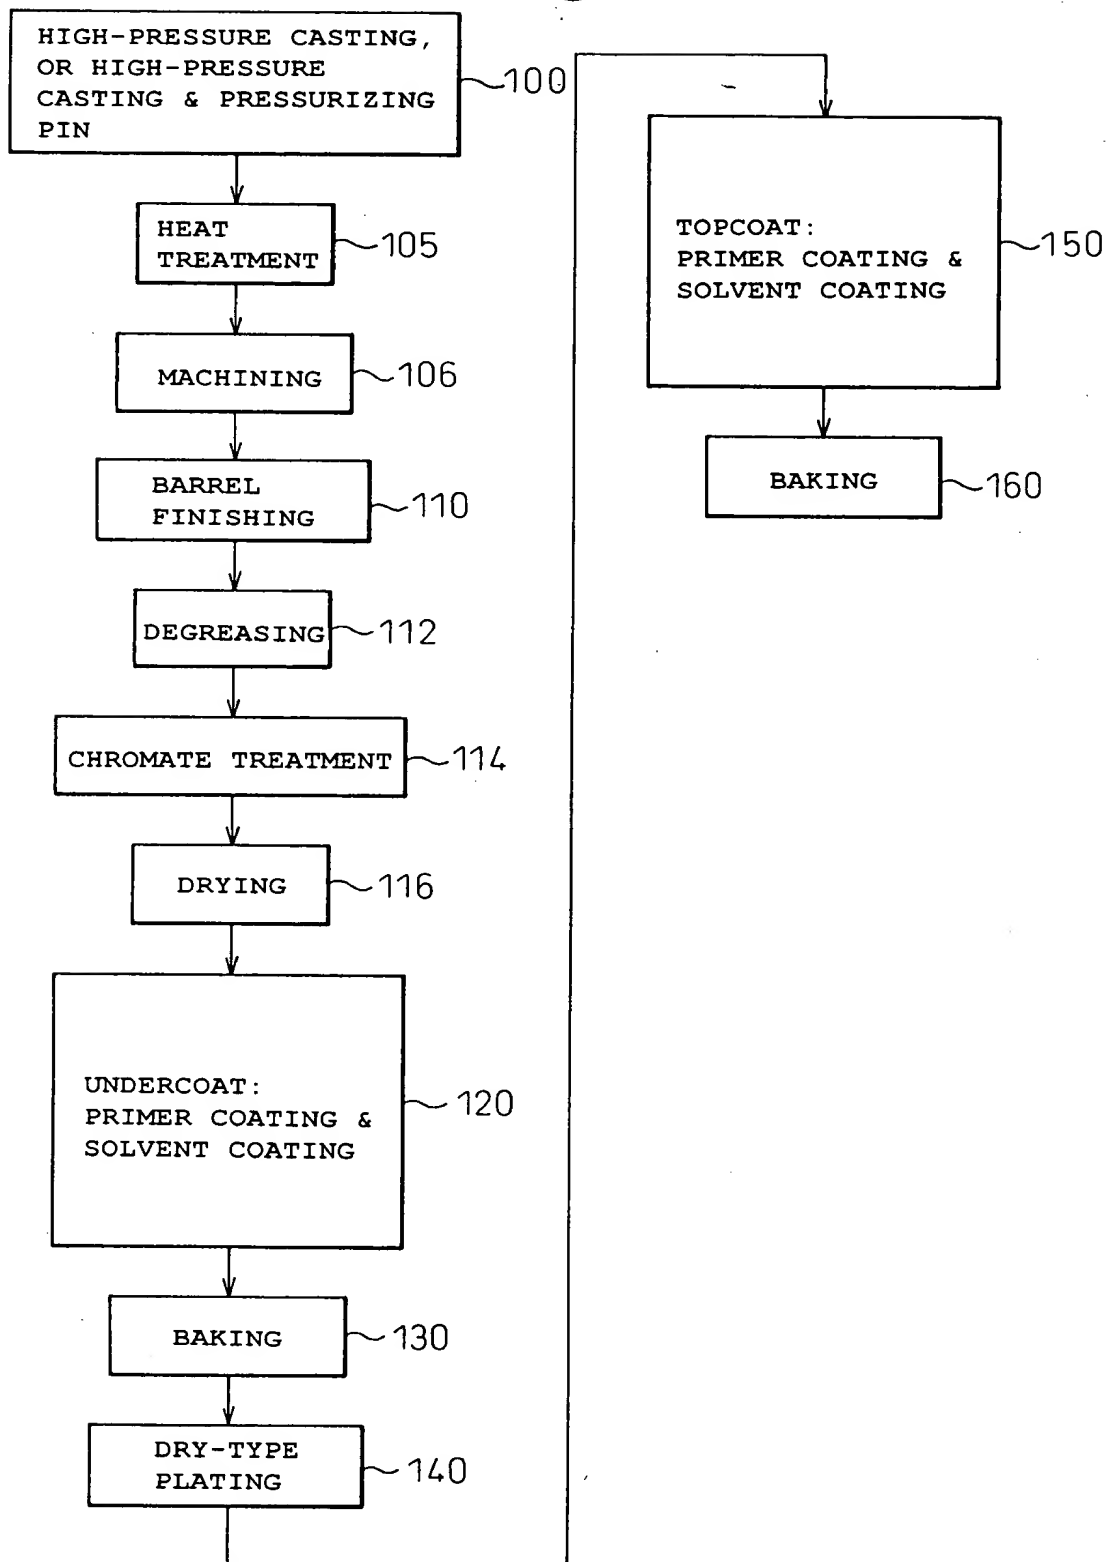 HIGH-PRESSURE CASTING,
OR HIGH-PRESSURE
CASTING & PRESSURIZING
PIN
100
HEAT
TREATMENT
105
MACHINING
106
BARREL
FINISHING
110
DEGREASING
112
CHROMATE TREATMENT
114
DRYING
116
UNDERCOAT:
PRIMER COATING &
SOLVENT COATING
120
BAKING
130
DRY-TYPE
PLATING
140
TOPCOAT:
PRIMER COATING &
SOLVENT COATING
150
BAKING
160